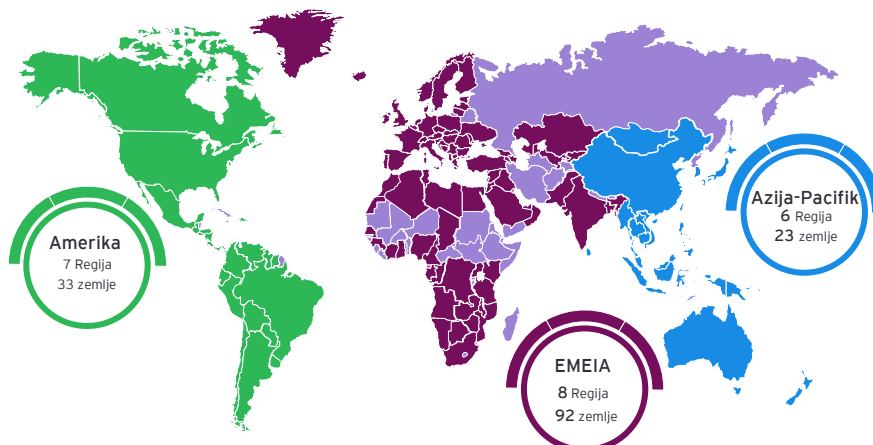 Amerika
7 Regija
33 zemlje
Azija-Pacifik
6 Regija
23 zemlje
EMEIA
8 Regija
92 zemlje